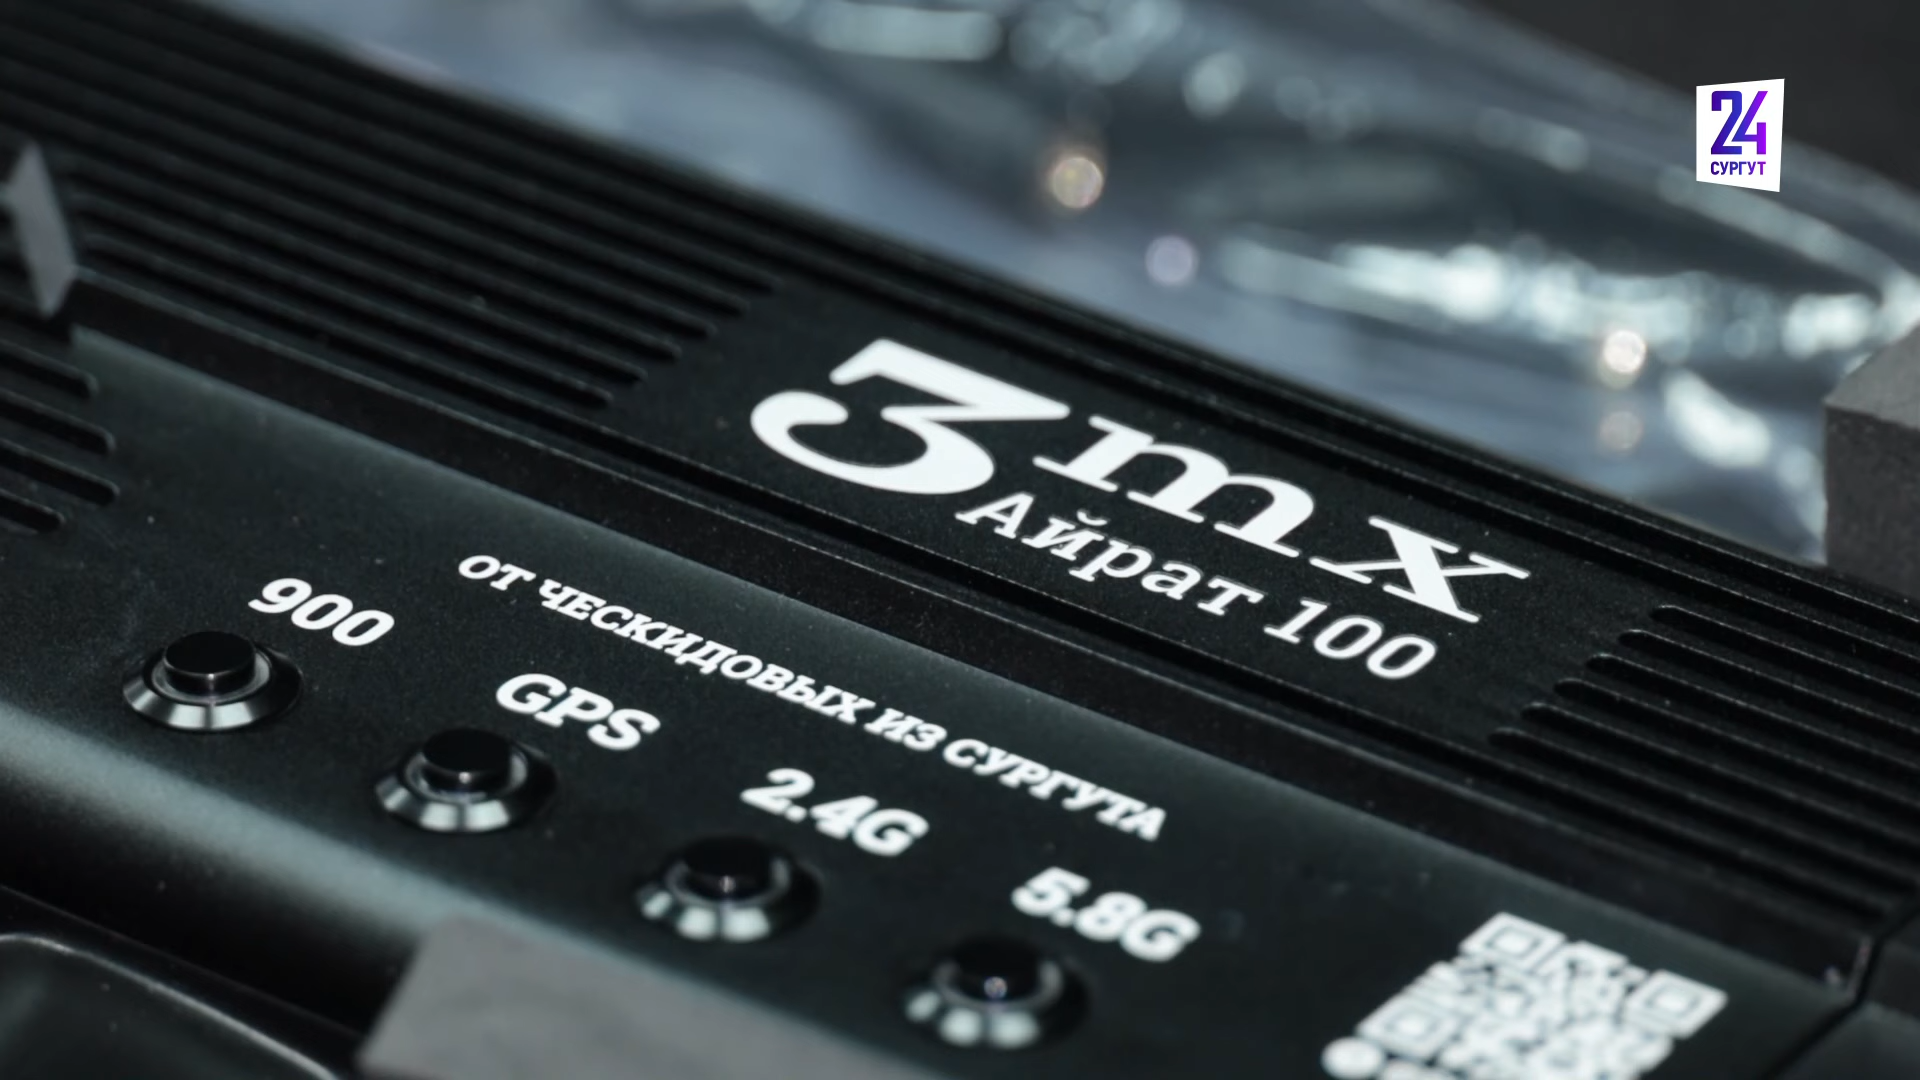 24
СУРГУТ
3mx
Айрат 100
ОТ ЧЕСКИДОВЫХ ИЗ СУРГУТА
900
GPS
2.4G
5.8G